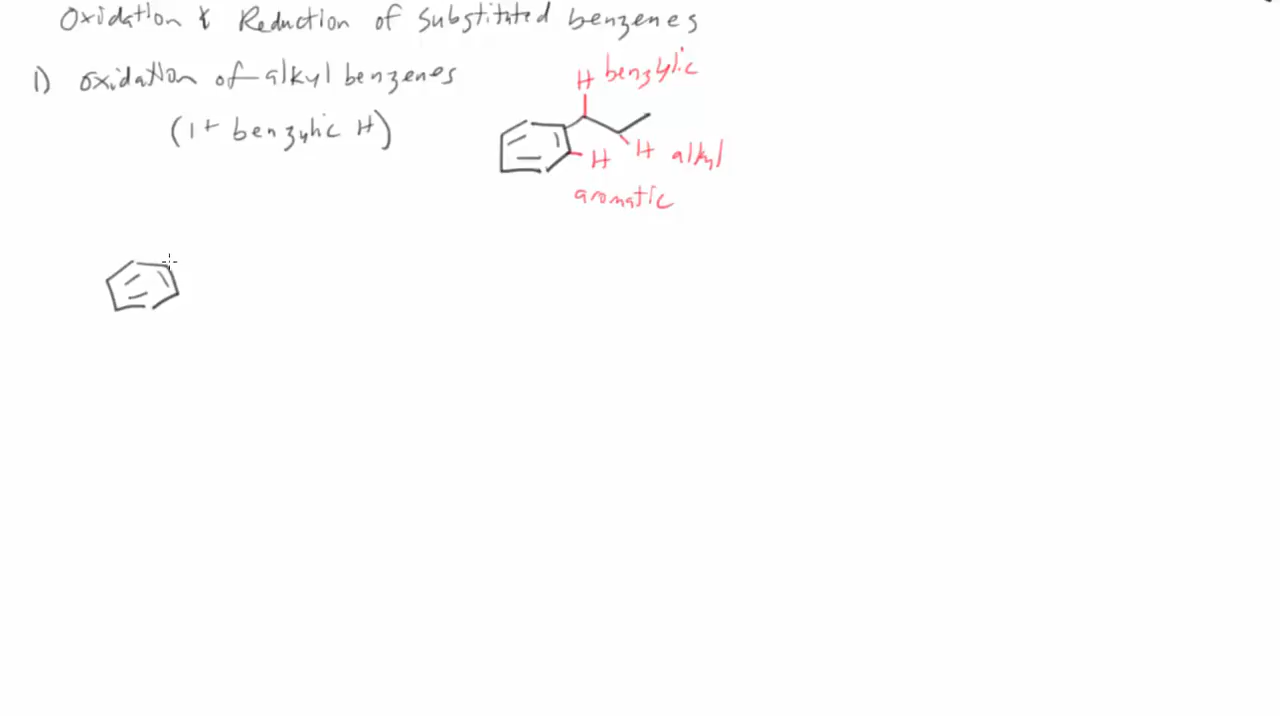 Oxidation & Reduction of substituted benzenes
1) oxidation of alkyl benzenes
(1+ benzylic H)
H benzylic
H
H alkyl
aromatic